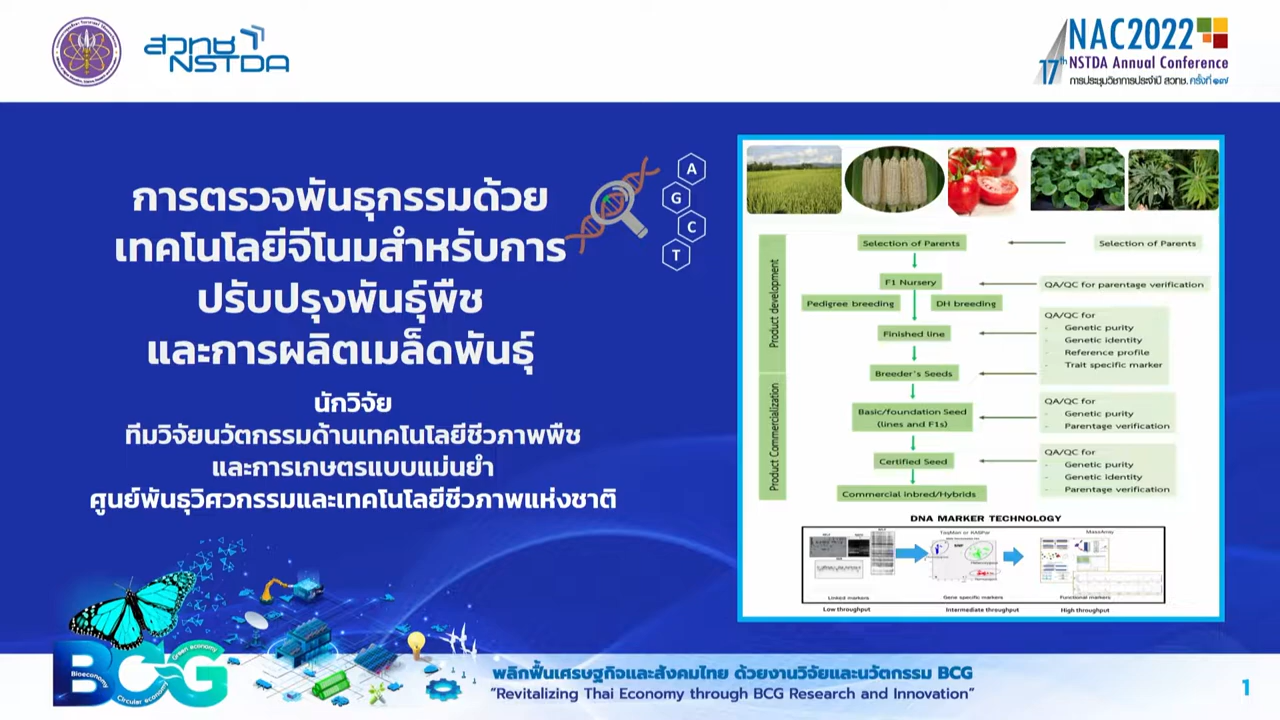 สวทช
NSTDA
NAC2022
17th NSTDA Annual Conference
การประชุมวิชาการประจำปี สวทช. ครั้งที่ ๑๗
การตรวจพันธุกรรมด้วย
เทคโนโลยีจีโนมสำหรับการ
ปรับปรุงพันธุ์พืช
และการผลิตเมล็ดพันธุ์
A
G
C
T
นักวิจัย
ทีมวิจัยนวัตกรรมด้านเทคโนโลยีชีวภาพพืช
และการเกษตรแบบแม่นยำ
ศูนย์พันธุวิศวกรรมและเทคโนโลยีชีวภาพแห่งชาติ
Product development
Selection of Parents
Selection of Parents
F1 Nursery
QA/QC for parentage verification
Pedigree breeding
DH breeding
Finished line
QA/QC for
- Genetic purity
- Genetic identity
- Reference profile
- Trait specific marker
Breeder's Seeds
Product Commercialization
Basic/foundation Seed
(lines and F1s)
QA/QC for
- Genetic purity
- Parentage verification
Certified Seed
QA/QC for
- Genetic purity
- Genetic identity
- Parentage verification
Commercial inbred/Hybrids
DNA MARKER TECHNOLOGY
TaqMan or KASPar
MassArray
Linked markers
Gene specific markers
Functional markers
Low throughput
Intermediate throughput
High throughput
BCG
Bioeconomy
Circular economy
Green economy
พลิกฟื้นเศรษฐกิจและสังคมไทย ด้วยงานวิจัยและนวัตกรรม BCG
"Revitalizing Thai Economy through BCG Research and Innovation"
1